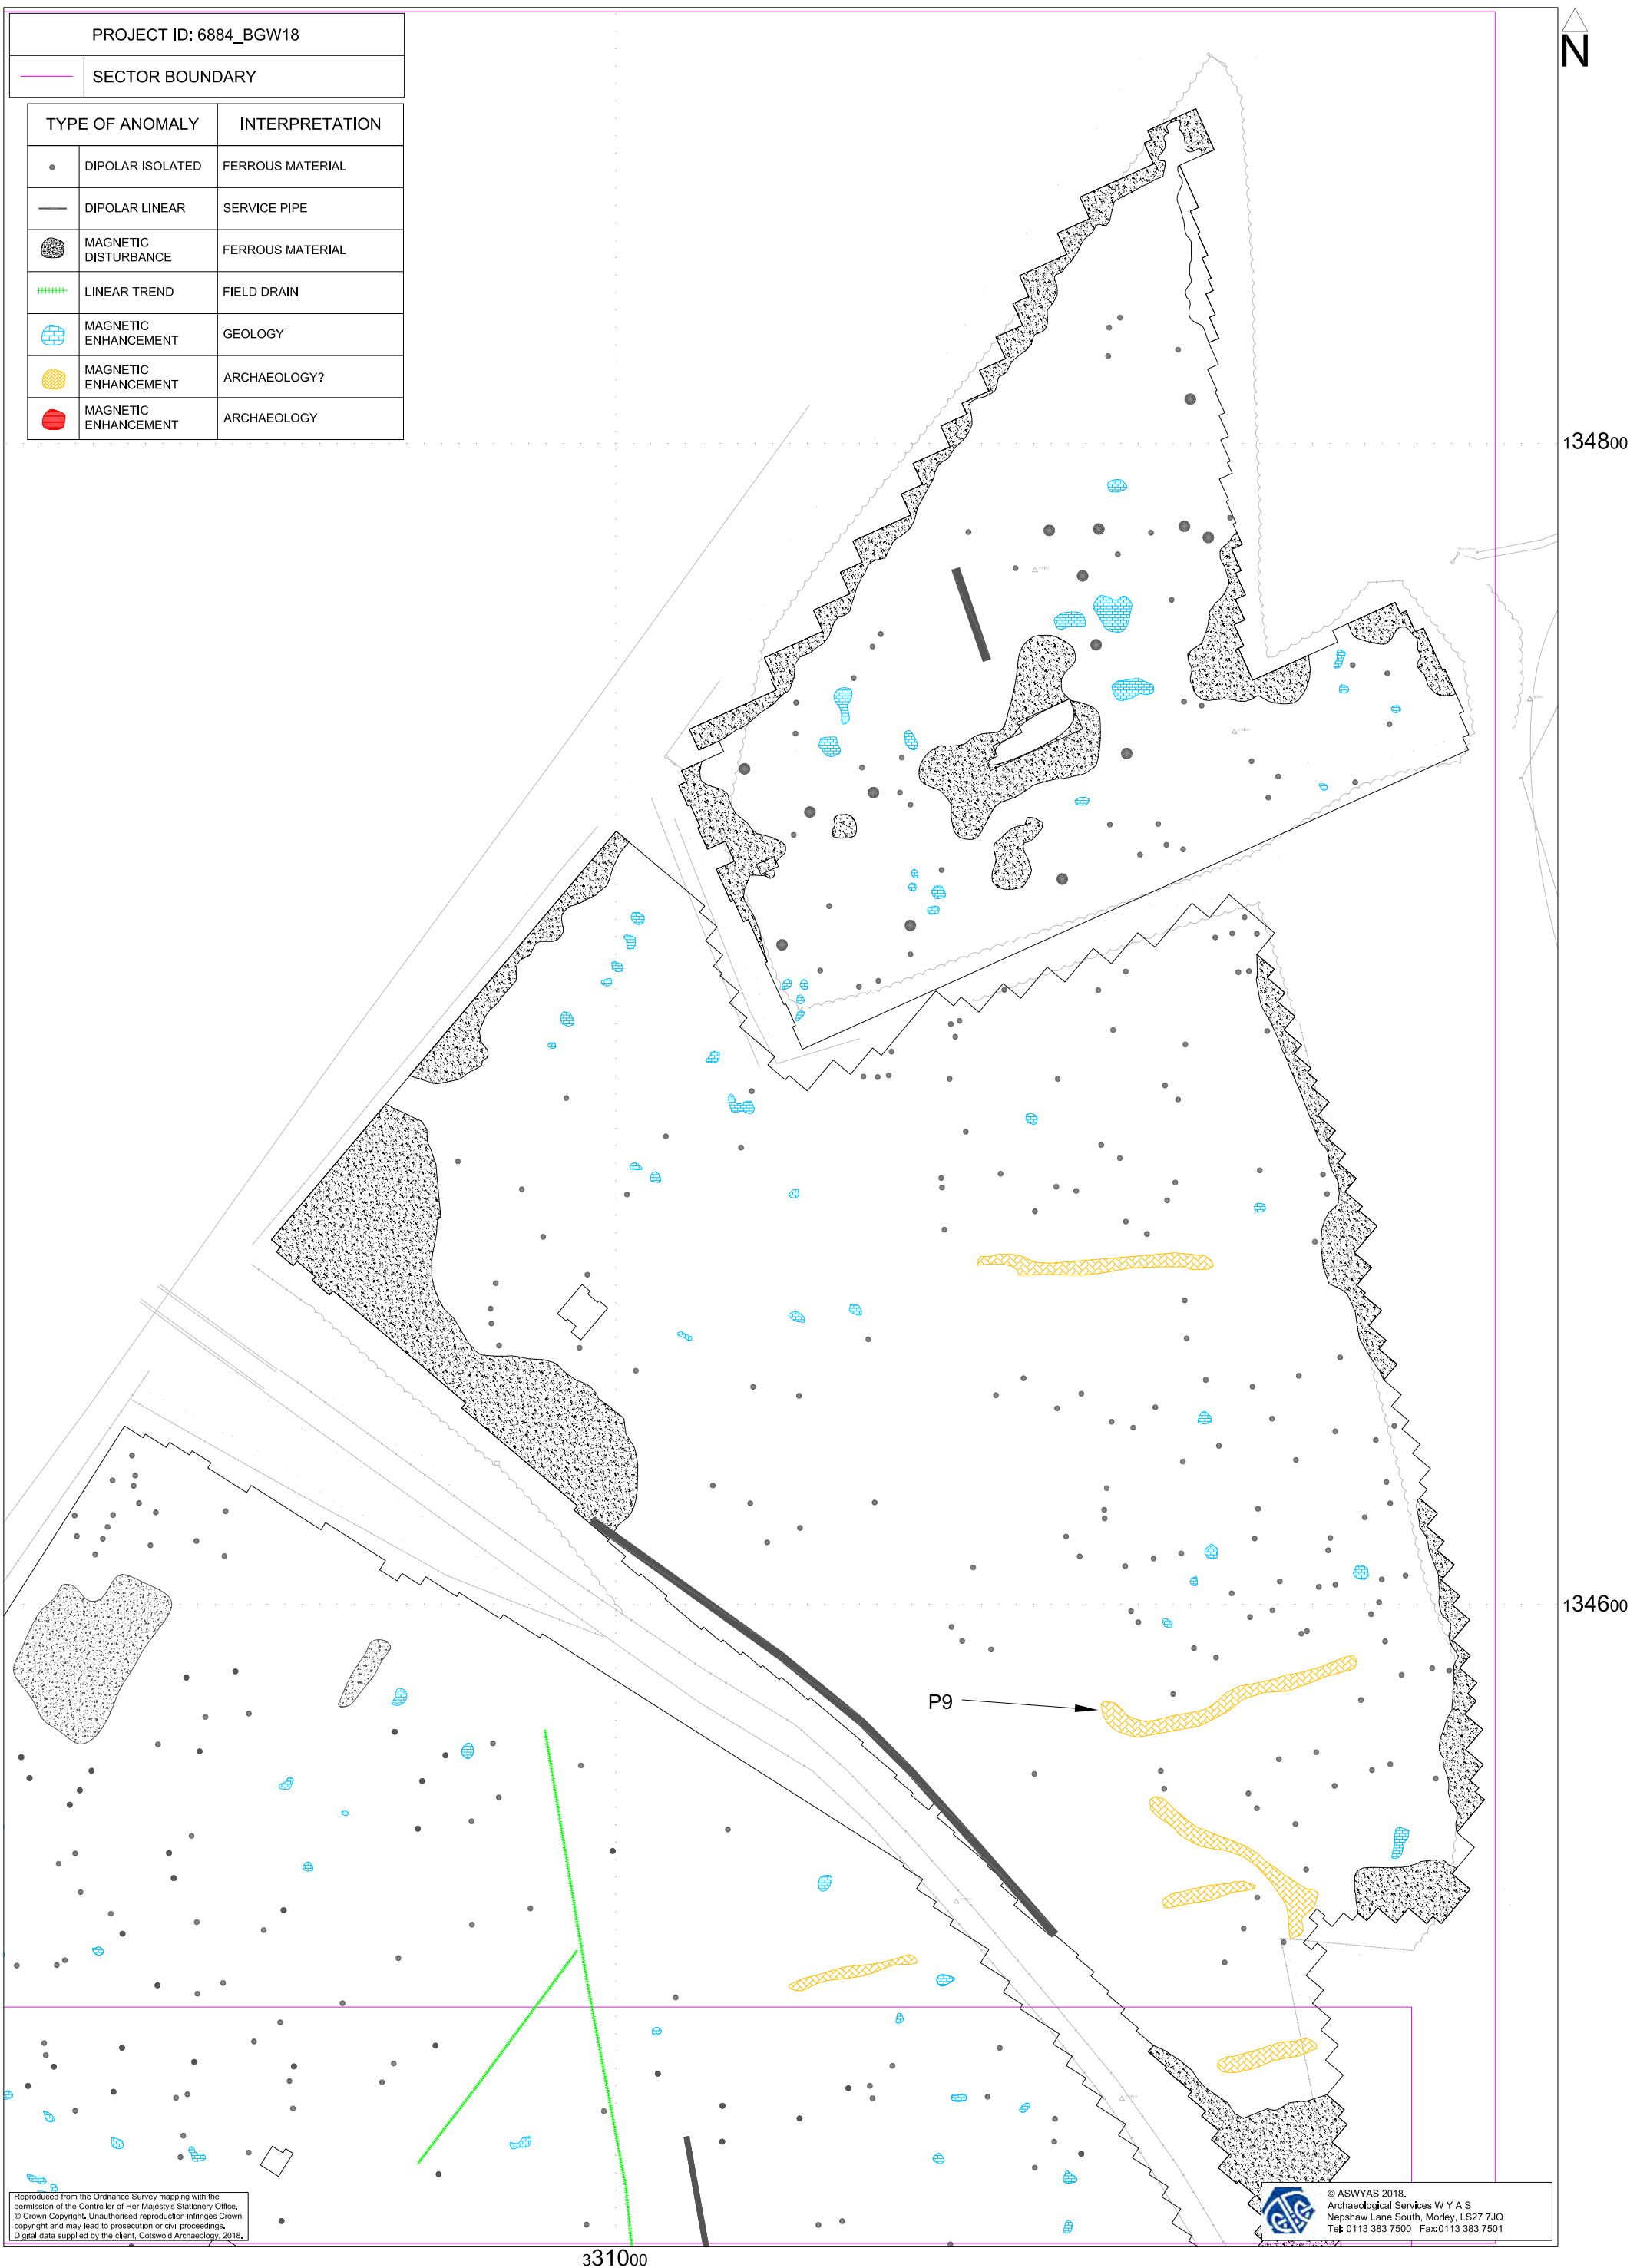 PROJECT ID: 6884_BGW18
SECTOR BOUNDARY
TYPE OF ANOMALY INTERPRETATION
DIPOLAR ISOLATED FERROUS MATERIAL
DIPOLAR LINEAR SERVICE PIPE
MAGNETIC
DISTURBANCE FERROUS MATERIAL
LINEAR TREND FIELD DRAIN
MAGNETIC
ENHANCEMENT GEOLOGY
MAGNETIC
ENHANCEMENT ARCHAEOLOGY?
MAGNETIC
ENHANCEMENT ARCHAEOLOGY
N
134800
134600
P9
Reproduced from the Ordnance Survey mapping with the
permission of the Controller of Her Majesty's Stationery Office.
© Crown Copyright. Unauthorised reproduction infringes Crown
copyright and may lead to prosecution or civil proceedings.
Digital data supplied by the client, Cotswold Archaeology, 2018.
© ASWYAS 2018.
Archaeological Services W Y A S
Nepshaw Lane South, Morley, LS27 7JQ
Tel: 0113 383 7500 Fax:0113 383 7501
331000